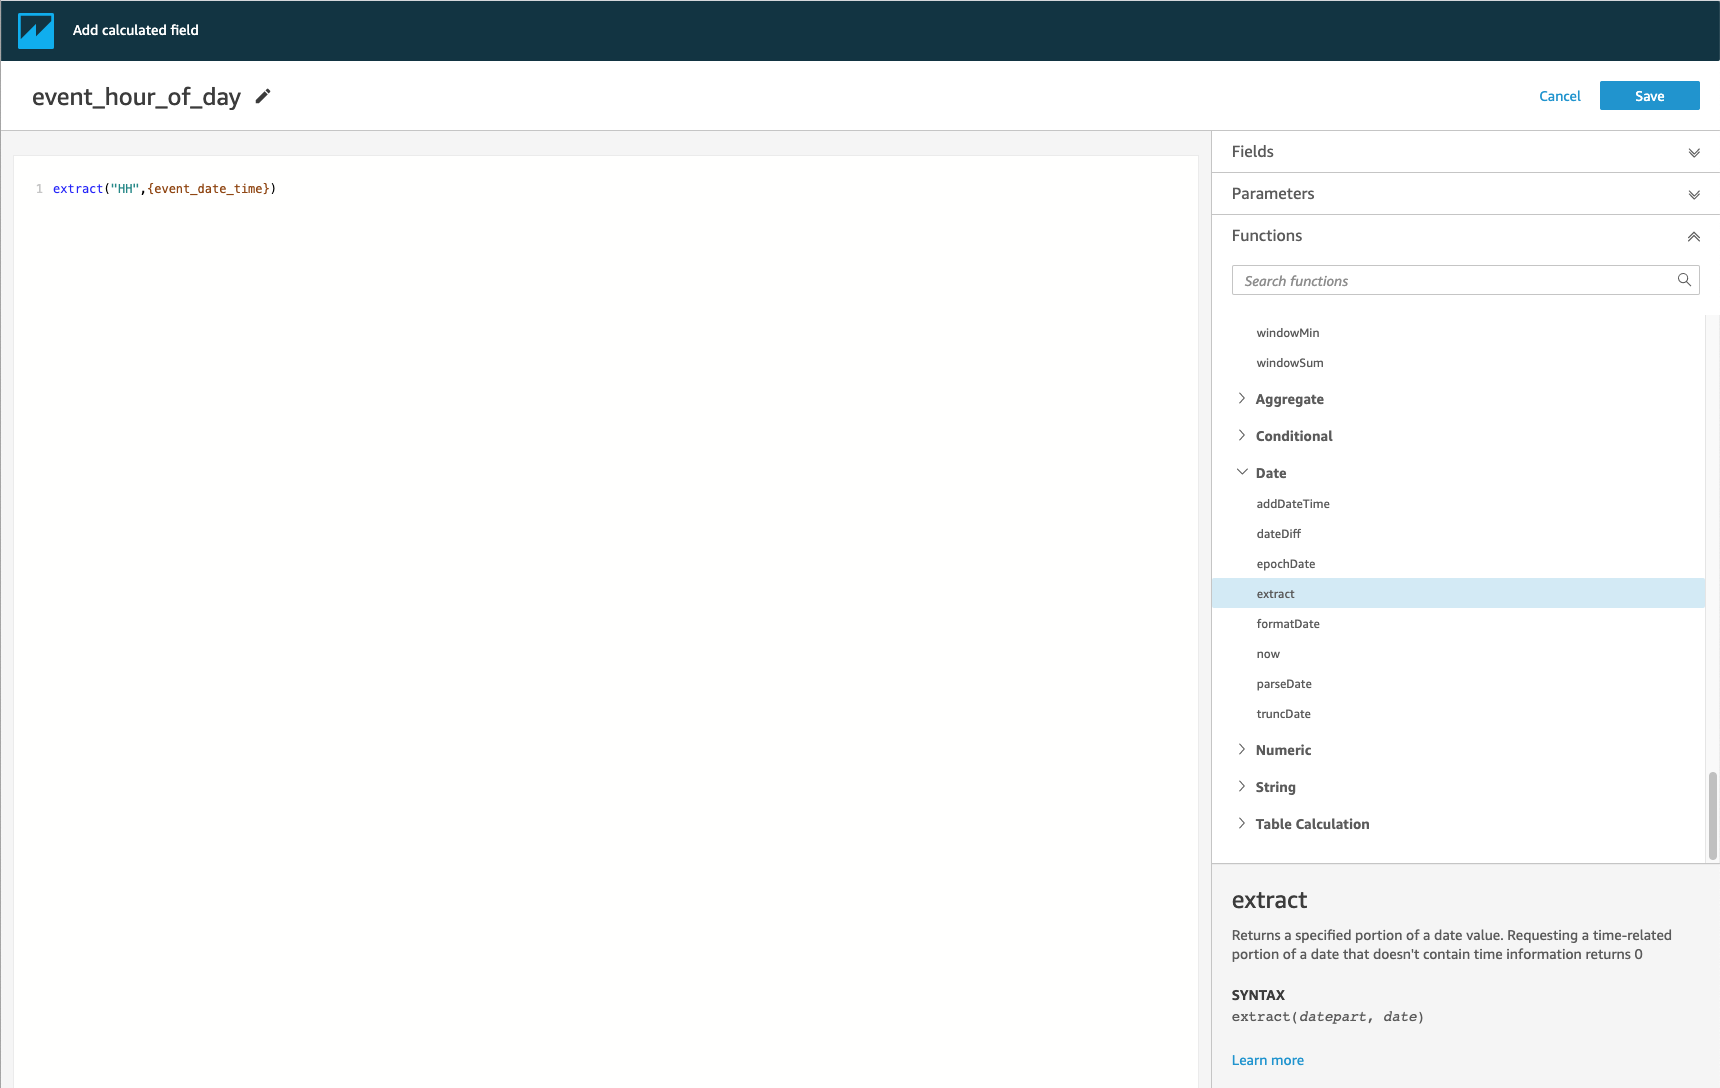 Add calculated field
event_hour_of_day
Cancel
Save
1 extract("HH",{event_date_time})
Fields
Parameters
Functions
Search functions
windowMin
windowSum
Aggregate
Conditional
Date
addDateTime
dateDiff
epochDate
extract
formatDate
now
parseDate
truncDate
Numeric
String
Table Calculation
extract
Returns a specified portion of a date value. Requesting a time-related
portion of a date that doesn't contain time information returns 0
SYNTAX
extract(datepart, date)
Learn more